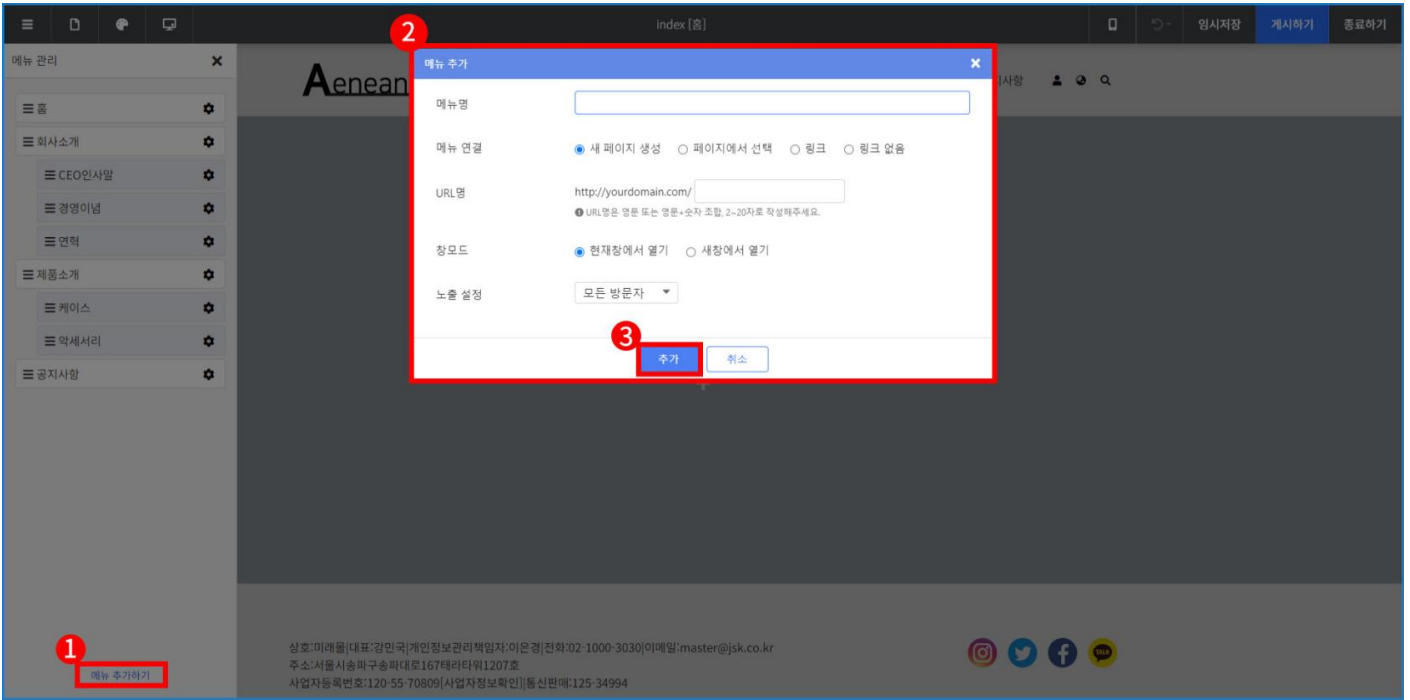 index [홈]
임시저장
게시하기
종료하기
메뉴 관리
홈
회사소개
CEO인사말
경영이념
연혁
제품소개
케이스
악세서리
공지사항
1
메뉴 추가하기
Aenean
지사항
2
메뉴 추가
메뉴명
메뉴 연결
새 페이지 생성 페이지에서 선택 링크 링크 없음
URL명
http://yourdomain.com/
URL명은 영문 또는 영문+숫자 조합, 2~20자로 작성해주세요.
창모드
현재창에서 열기 새창에서 열기
노출 설정
모든 방문자
3
추가
취소
상호:미래몰|대표:강민국|개인정보관리책임자:이은경|전화:02-1000-3030|이메일:master@jsk.co.kr
주소:서울시송파구송파대로167태라타워1207호
사업자등록번호:120-55-70809[사업자정보확인]|통신판매:125-34994
TALK